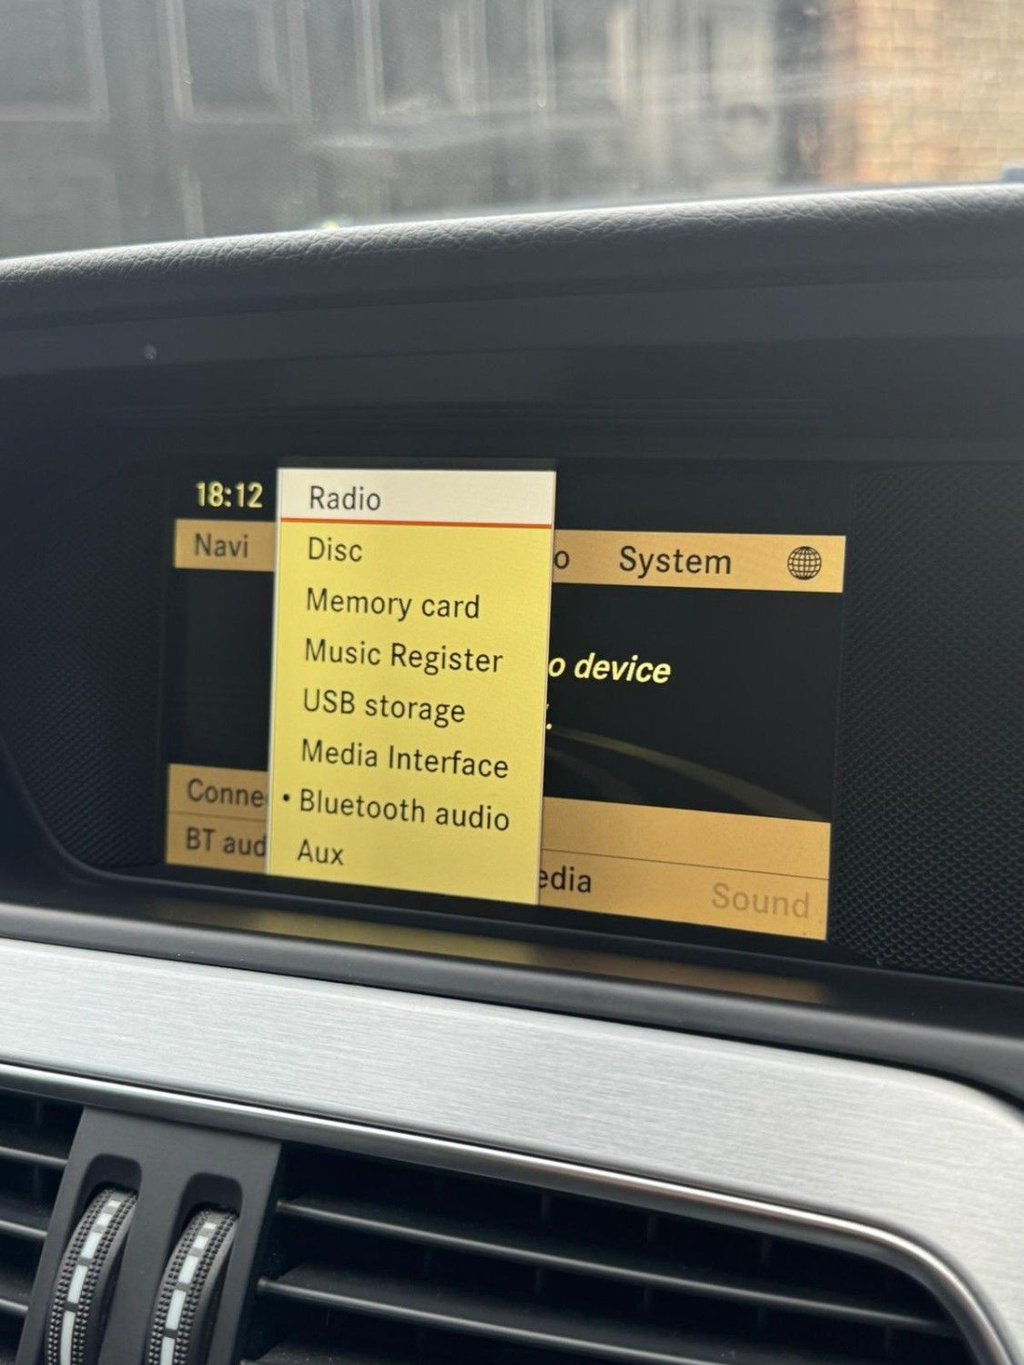 18:12
Radio
Navi
Disc
o System
Memory card
Music Register
o device
USB storage
.
Media Interface
Conne
• Bluetooth audio
BT aud
Aux
edia
Sound